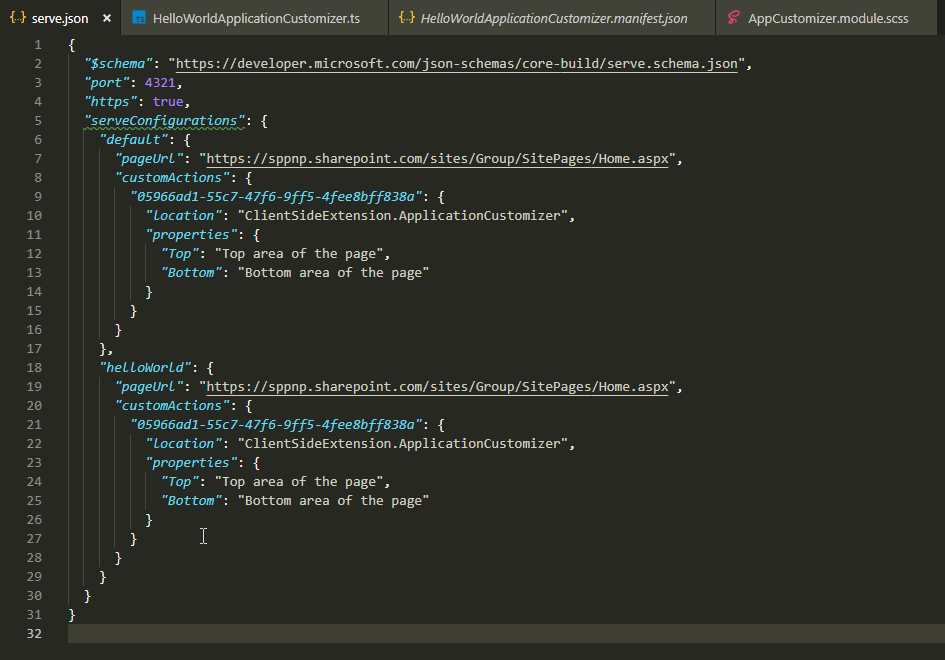 serve.json × HelloWorldApplicationCustomizer.ts HelloWorldApplicationCustomizer.manifest.json AppCustomizer.module.scss
1 {
2 "$schema": "https://developer.microsoft.com/json-schemas/core-build/serve.schema.json",
3 "port": 4321,
4 "https": true,
5 "serveConfigurations": {
6 "default": {
7 "pageUrl": "https://sppnp.sharepoint.com/sites/Group/SitePages/Home.aspx",
8 "customActions": {
9 "05966ad1-55c7-47f6-9ff5-4fee8bff838a": {
10 "location": "ClientSideExtension.ApplicationCustomizer",
11 "properties": {
12 "Top": "Top area of the page",
13 "Bottom": "Bottom area of the page"
14 }
15 }
16 }
17 },
18 "helloWorld": {
19 "pageUrl": "https://sppnp.sharepoint.com/sites/Group/SitePages/Home.aspx",
20 "customActions": {
21 "05966ad1-55c7-47f6-9ff5-4fee8bff838a": {
22 "location": "ClientSideExtension.ApplicationCustomizer",
23 "properties": {
24 "Top": "Top area of the page",
25 "Bottom": "Bottom area of the page"
26 }
27 }
28 }
29 }
30 }
31 }
32